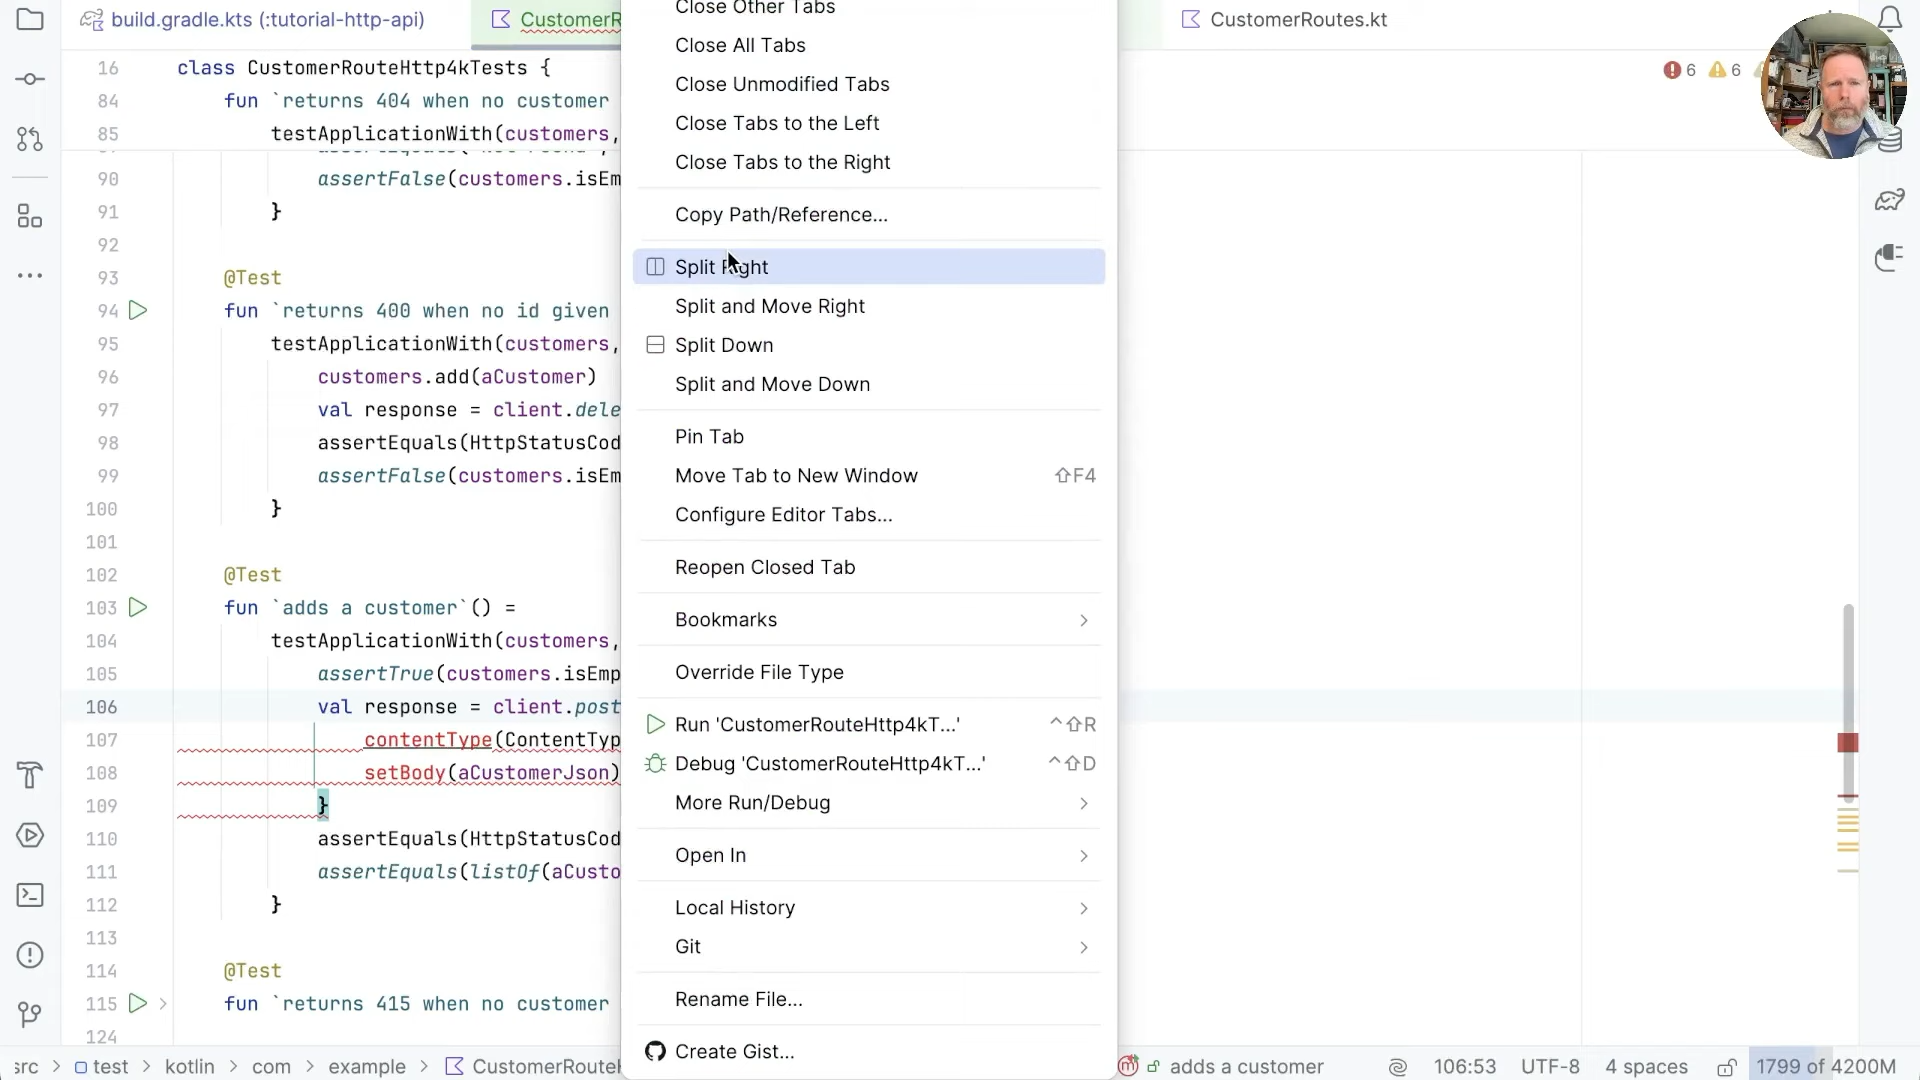 build.gradle.kts (:tutorial-http-api)
CustomerR
CustomerRoutes.kt
16 class CustomerRouteHttp4kTests {
6 6
84 fun `returns 404 when no customer
85 testApplicationWith(customers,
90 assertFalse(customers.isEm
91 }
92
93 @Test
94 fun `returns 400 when no id given
95 testApplicationWith(customers,
96 customers.add(aCustomer)
97 val response = client.dele
98 assertEquals(HttpStatusCod
99 assertFalse(customers.isEm
100 }
101
102 @Test
103 fun `adds a customer`() =
104 testApplicationWith(customers,
105 assertTrue(customers.isEmp
106 val response = client.post
107 contentType(ContentTyp
108 setBody(aCustomerJson)
109 }
110 assertEquals(HttpStatusCod
111 assertEquals(listOf(aCusto
112 }
113
114 @Test
115 fun `returns 415 when no customer
124
Close Other Tabs
Close All Tabs
Close Unmodified Tabs
Close Tabs to the Left
Close Tabs to the Right
Copy Path/Reference...
Split Right
Split and Move Right
Split Down
Split and Move Down
Pin Tab
Move Tab to New Window ⇧F4
Configure Editor Tabs...
Reopen Closed Tab
Bookmarks
Override File Type
Run 'CustomerRouteHttp4kT...' ^⇧R
Debug 'CustomerRouteHttp4kT...' ^⇧D
More Run/Debug
Open In
Local History
Git
Rename File...
Create Gist...
src > test > kotlin > com > example > CustomerRoute
adds a customer 106:53 UTF-8 4 spaces 1799 of 4200M